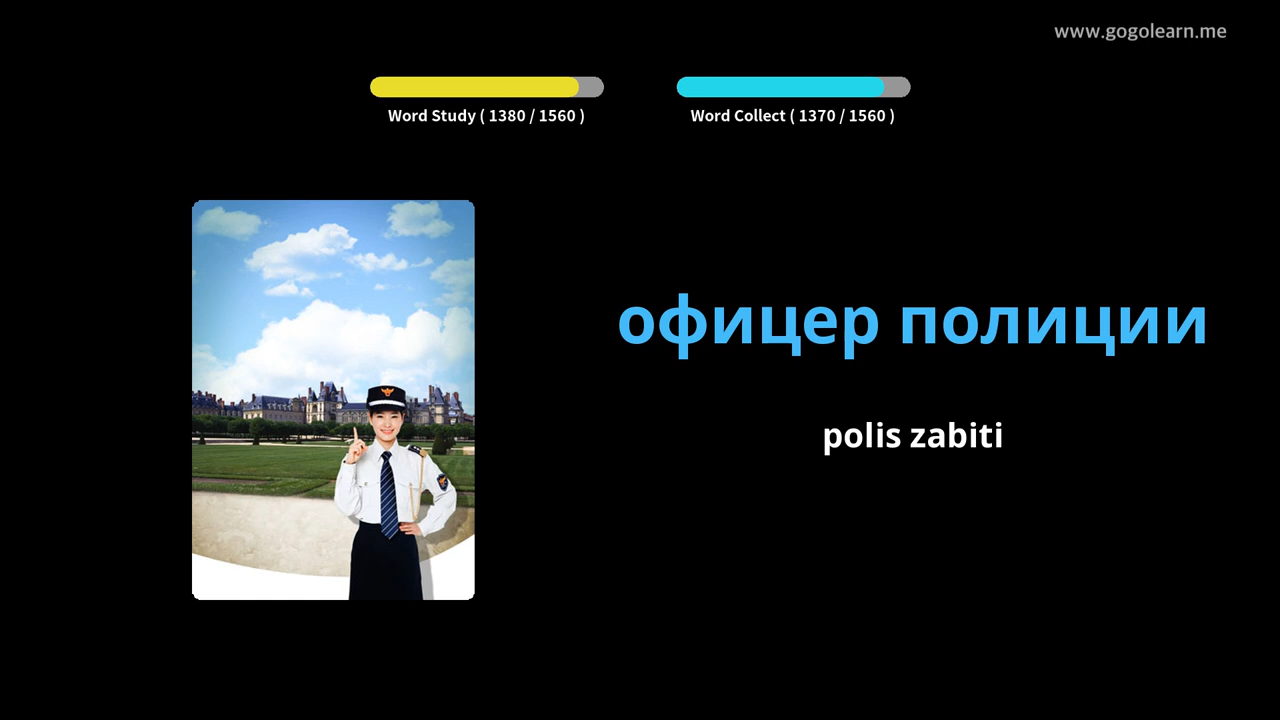 www.gogolearn.me
Word Study ( 1380 / 1560 )
Word Collect ( 1370 / 1560 )
офицер полиции
polis zabiti